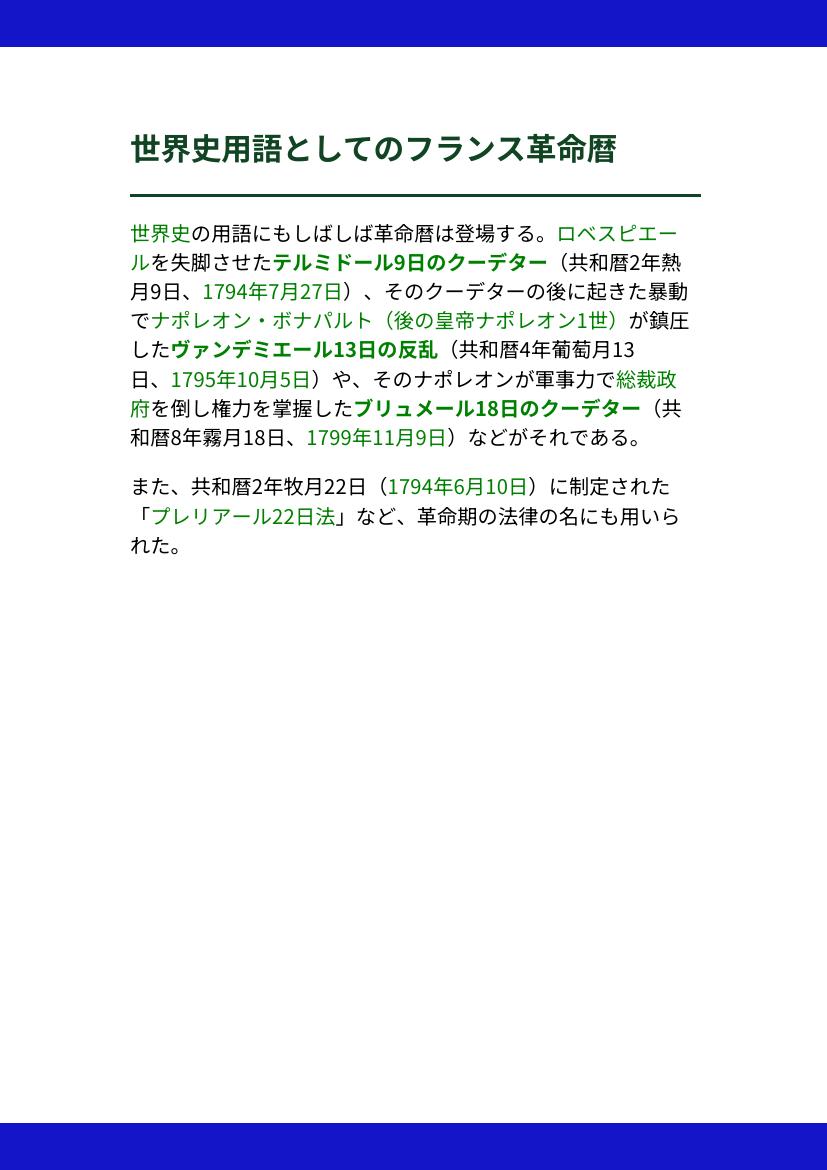 世界史用語としてのフランス革命暦
世界史の用語にもしばしば革命暦は登場する。ロベスピエー
ルを失脚させたテルミドール9日のクーデター（共和暦2年熱
月9日、1794年7月27日）、そのクーデターの後に起きた暴動
でナポレオン・ボナパルト（後の皇帝ナポレオン1世）が鎮圧
したヴァンデミエール13日の反乱（共和暦4年葡萄月13
日、1795年10月5日）や、そのナポレオンが軍事力で総裁政
府を倒し権力を掌握したブリュメール18日のクーデター（共
和暦8年霧月18日、1799年11月9日）などがそれである。
また、共和暦2年牧月22日（1794年6月10日）に制定された
「プレリアール22日法」など、革命期の法律の名にも用いら
れた。